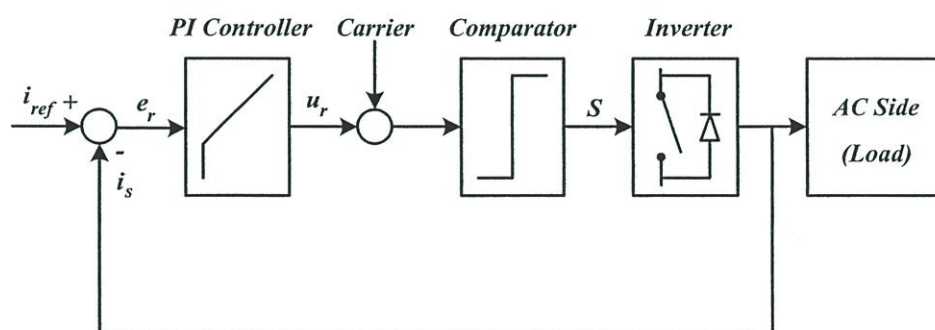 PI Controller
Carrier
Comparator
Inverter
i_ref +
e_r
u_r
S
AC Side
(Load)
-
i_s